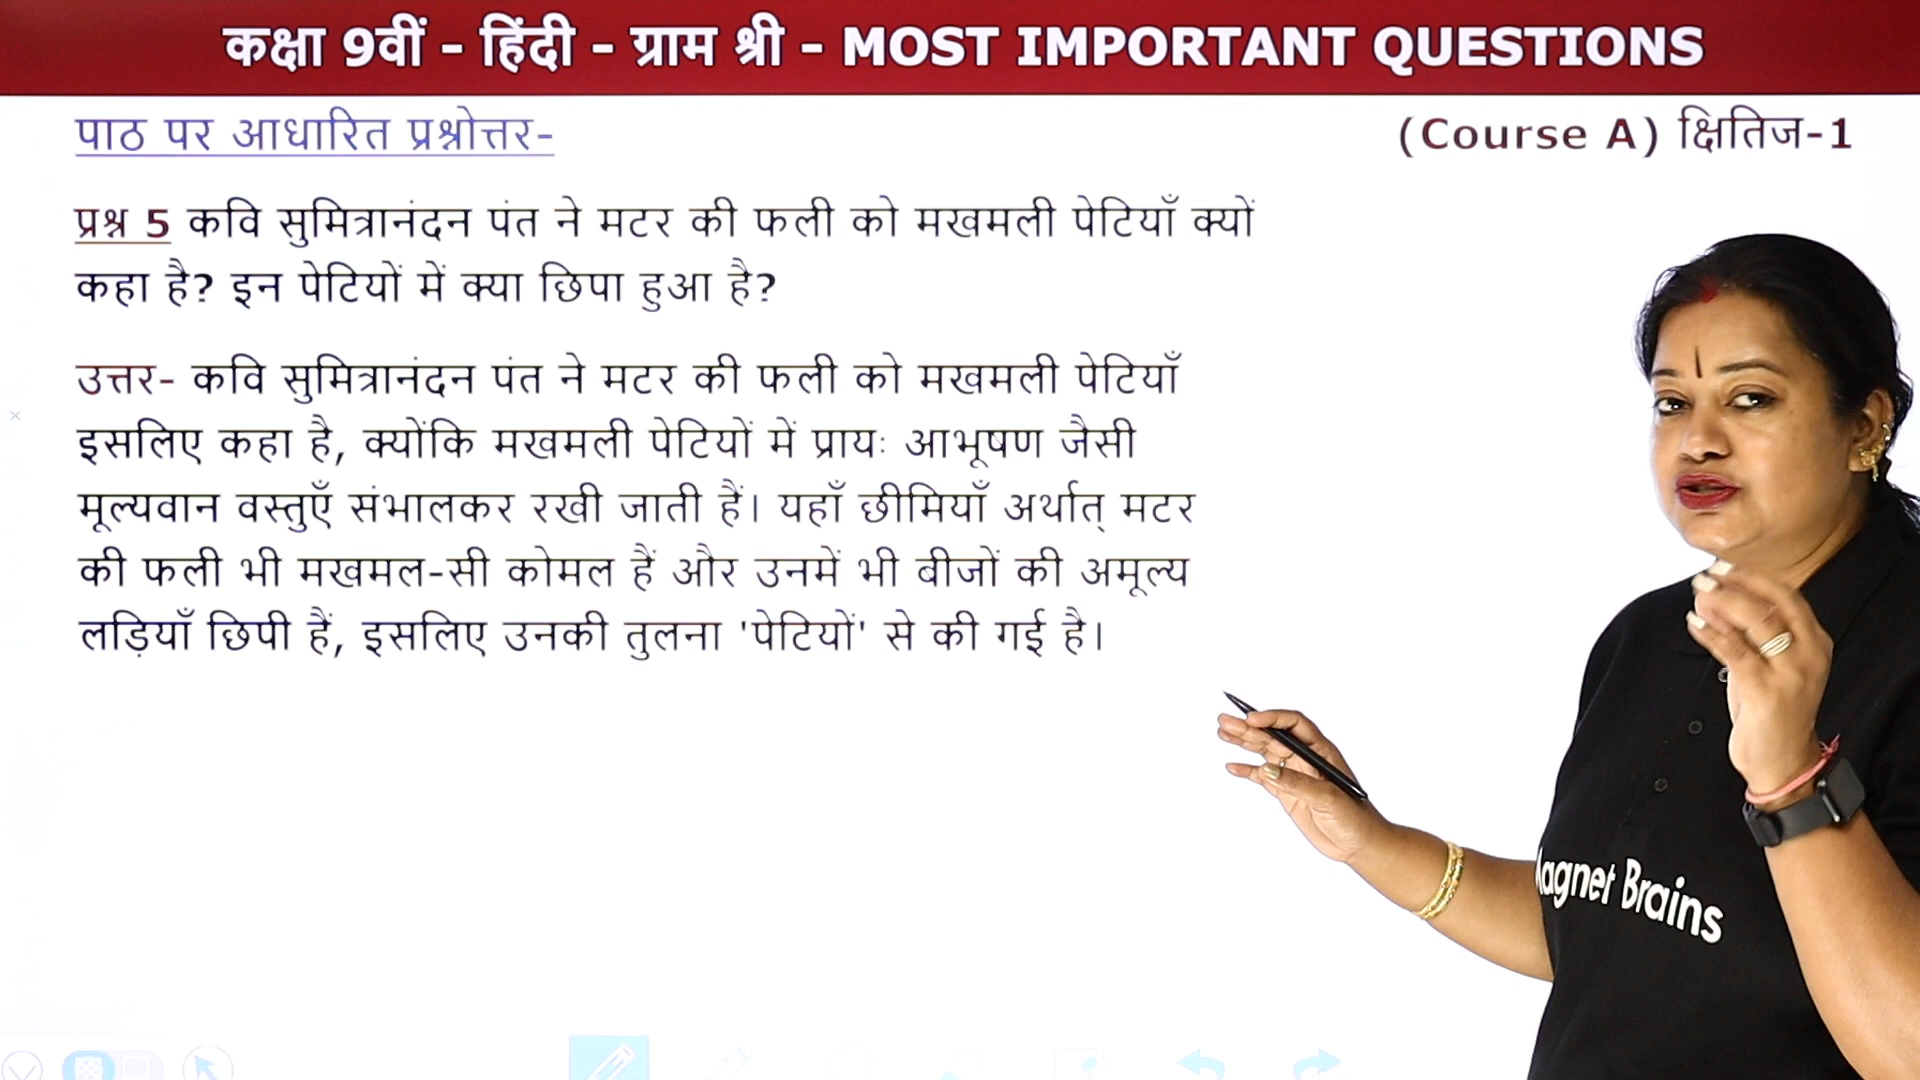 कक्षा 9वीं - हिंदी - ग्राम श्री - MOST IMPORTANT QUESTIONS
पाठ पर आधारित प्रश्नोत्तर-
(Course A) क्षितिज-1
प्रश्न 5 कवि सुमित्रानंदन पंत ने मटर की फली को मखमली पेटियाँ क्यों
कहा है? इन पेटियों में क्या छिपा हुआ है?
उत्तर- कवि सुमित्रानंदन पंत ने मटर की फली को मखमली पेटियाँ
इसलिए कहा है, क्योंकि मखमली पेटियों में प्रायः आभूषण जैसी
मूल्यवान वस्तुएँ संभालकर रखी जाती हैं। यहाँ छीमियाँ अर्थात् मटर
की फली भी मखमल-सी कोमल हैं और उनमें भी बीजों की अमूल्य
लड़ियाँ छिपी हैं, इसलिए उनकी तुलना 'पेटियों' से की गई है।
agnet Brains